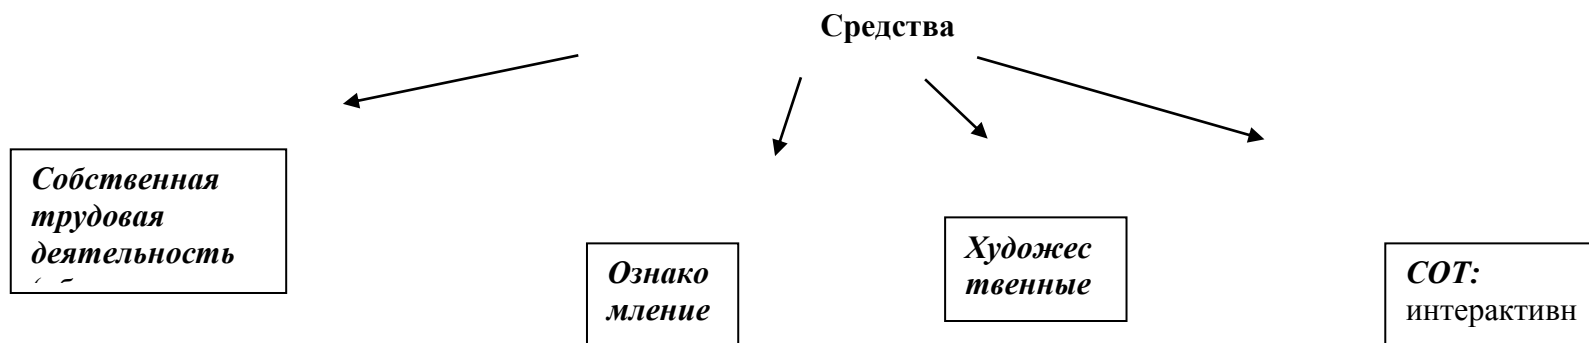 Средства
Собственная
трудовая
деятельность
Ознако
мление
Художес
твенные
СОТ:
интерактивн